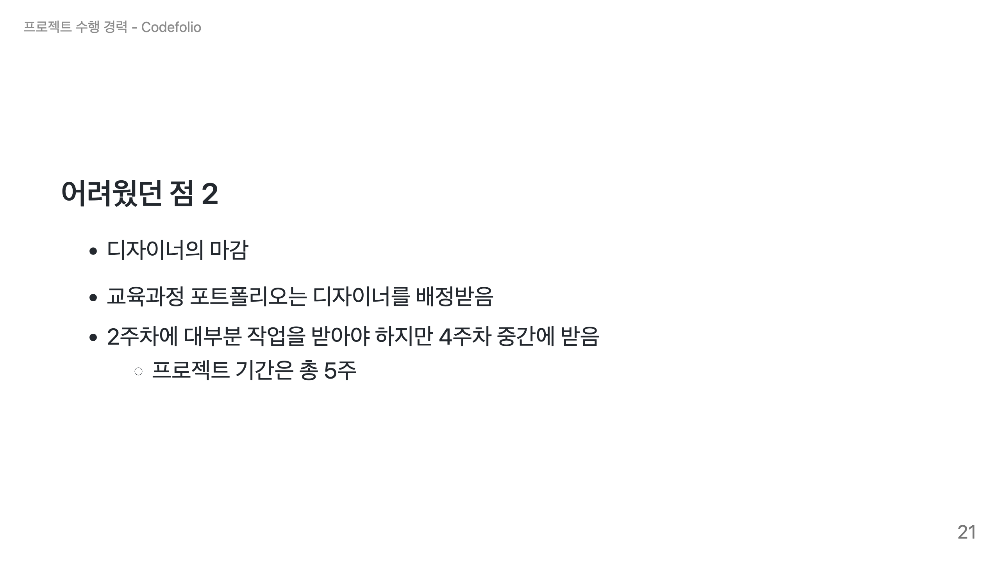 프로젝트 수행 경력 - Codefolio
어려웠던 점 2
디자이너의 마감
교육과정 포트폴리오는 디자이너를 배정받음
2주차에 대부분 작업을 받아야 하지만 4주차 중간에 받음
프로젝트 기간은 총 5주
21